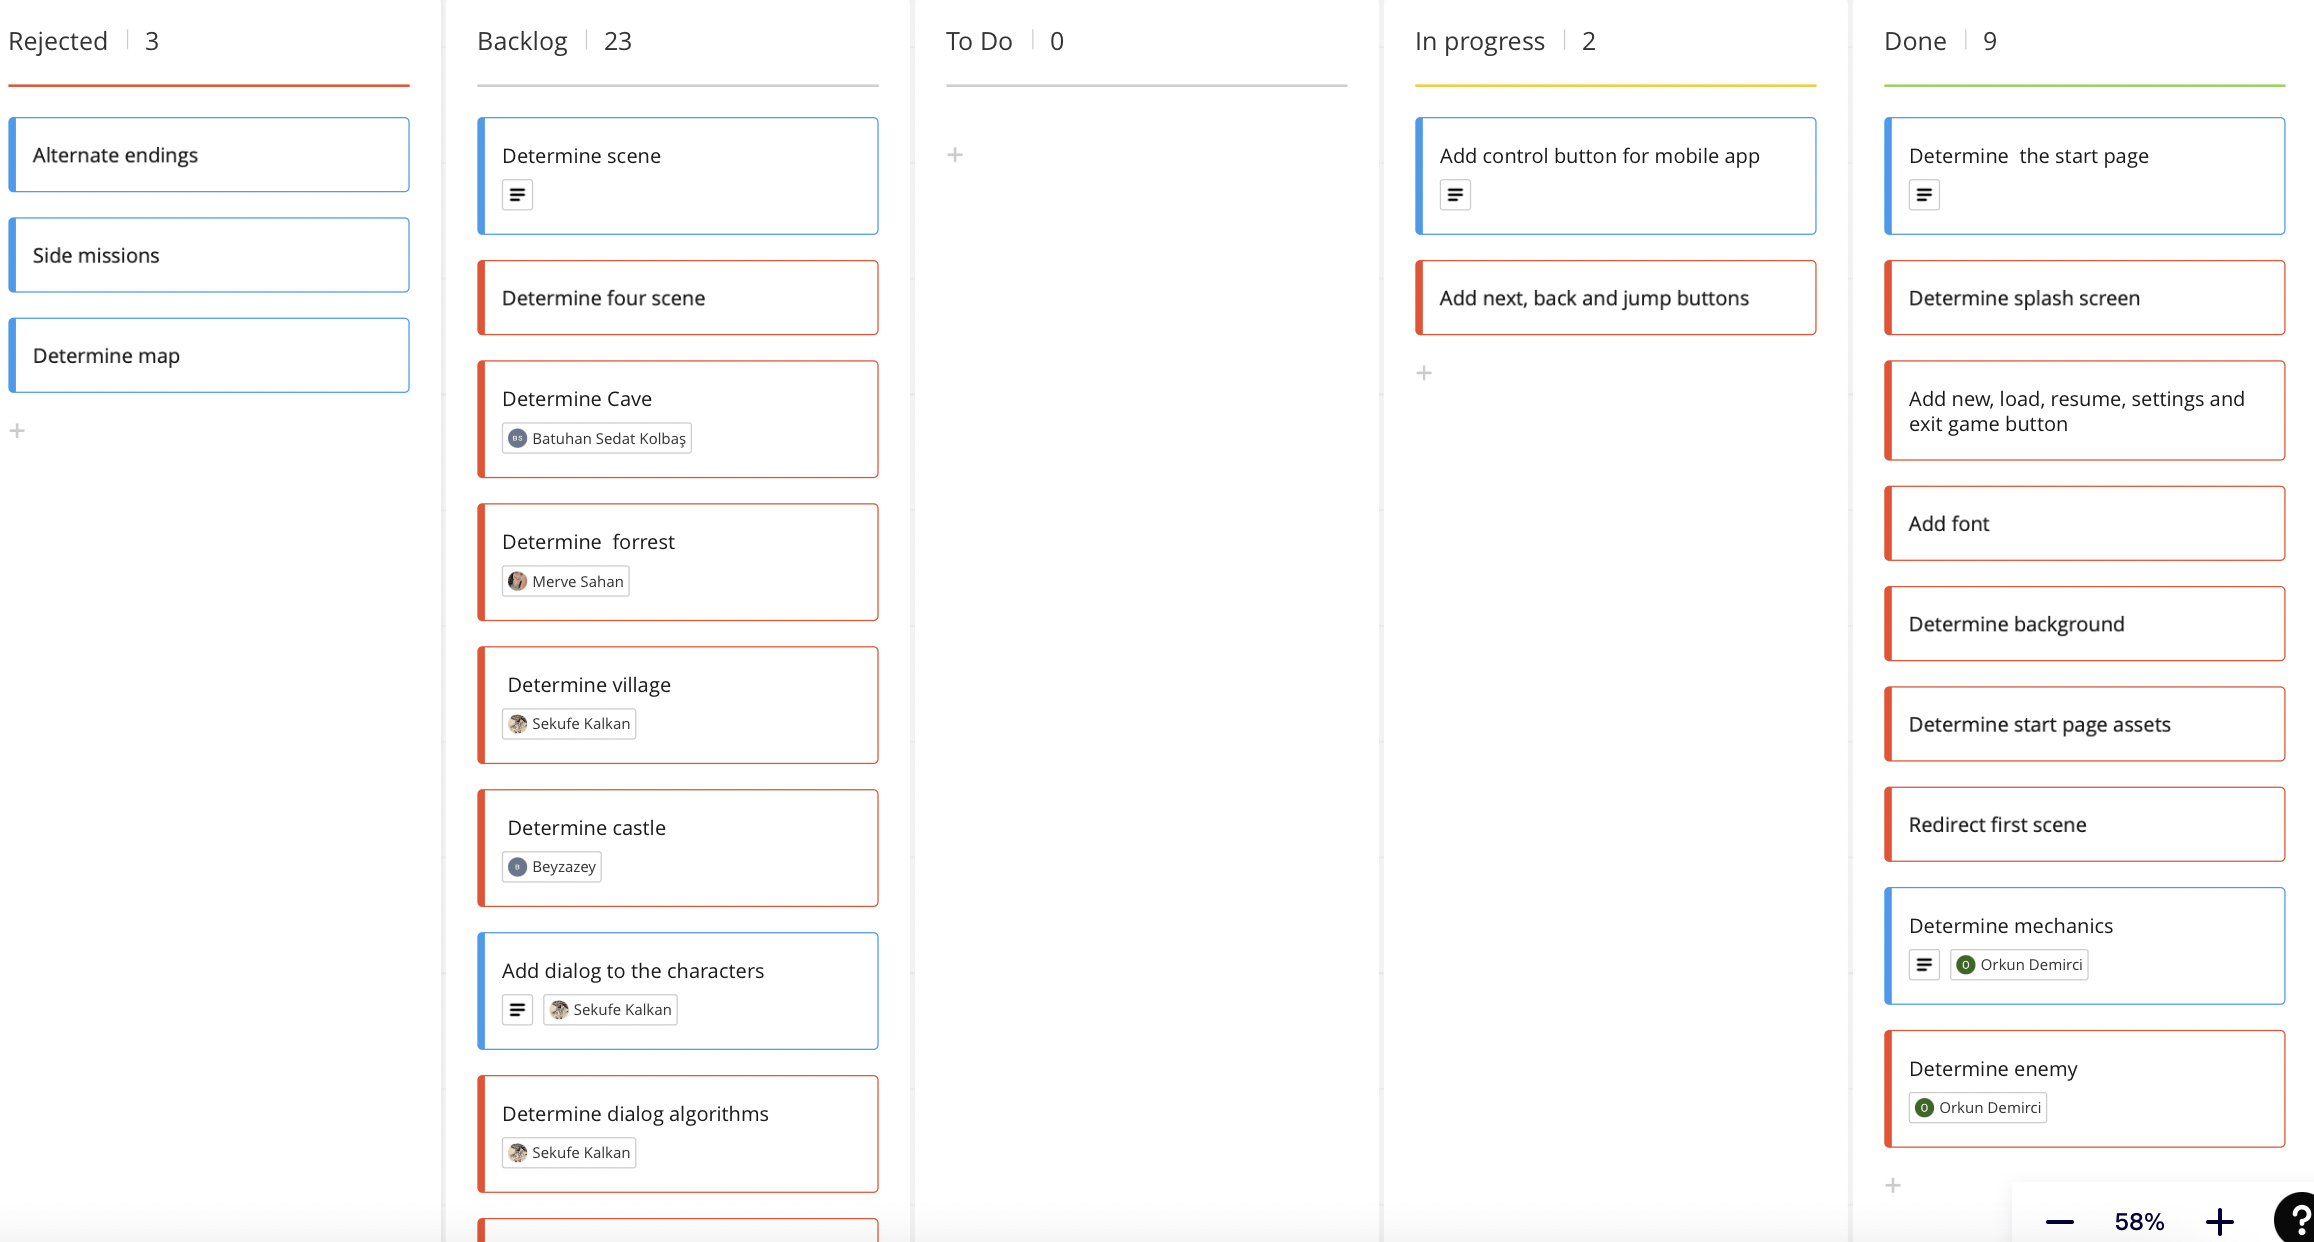 Rejected 3
Alternate endings
Side missions
Determine map
Backlog 23
Determine scene
Determine four scene
Determine Cave
BS Batuhan Sedat Kolbaş
Determine  forrest
Merve Sahan
Determine village
Sekufe Kalkan
Determine castle
B Beyzazey
Add dialog to the characters
Sekufe Kalkan
Determine dialog algorithms
Sekufe Kalkan
To Do 0
In progress 2
Add control button for mobile app
Add next, back and jump buttons
Done 9
Determine  the start page
Determine splash screen
Add new, load, resume, settings and
exit game button
Add font
Determine background
Determine start page assets
Redirect first scene
Determine mechanics
O Orkun Demirci
Determine enemy
O Orkun Demirci
58%
?